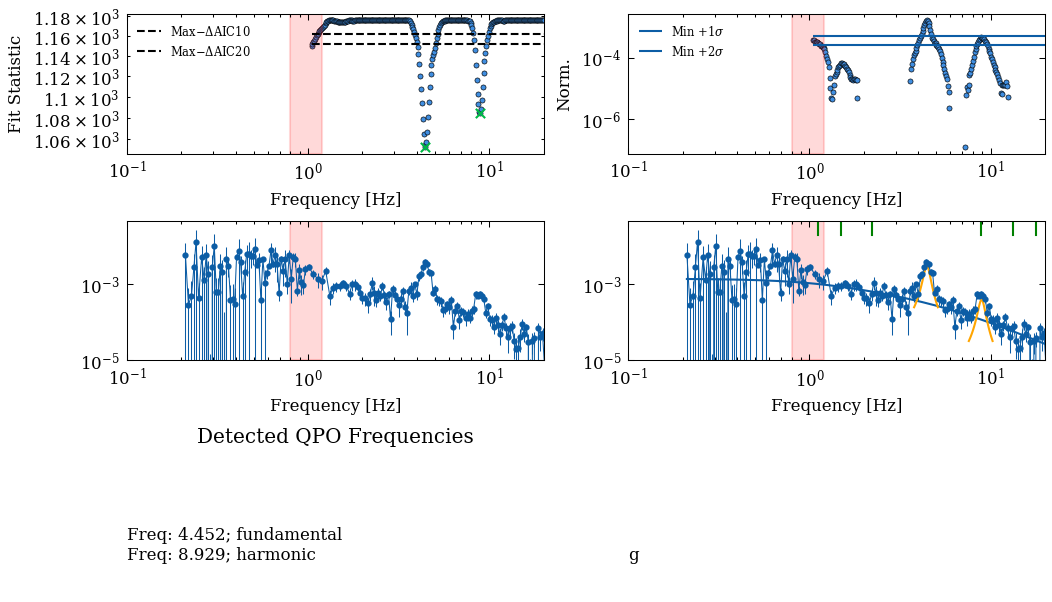 Fit Statistic
1.18 × 10³
1.16 × 10³
1.14 × 10³
1.12 × 10³
1.1 × 10³
1.08 × 10³
1.06 × 10³
Max−ΔAIC10
Max−ΔAIC20
10⁻¹ 10⁰ 10¹
Frequency [Hz]
Norm.
10⁻⁴
10⁻⁶
Min +1σ
Min +2σ
10⁻¹ 10⁰ 10¹
Frequency [Hz]
10⁻³
10⁻⁵
10⁻¹ 10⁰ 10¹
Frequency [Hz]
10⁻³
10⁻⁵
10⁻¹ 10⁰ 10¹
Frequency [Hz]
Detected QPO Frequencies
Freq: 4.452; fundamental
Freq: 8.929; harmonic
g